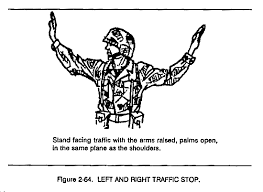 Stand facing traffic with the arms raised, palms open,
in the same plane as the shoulders.
Figure 2-64. LEFT AND RIGHT TRAFFIC STOP.